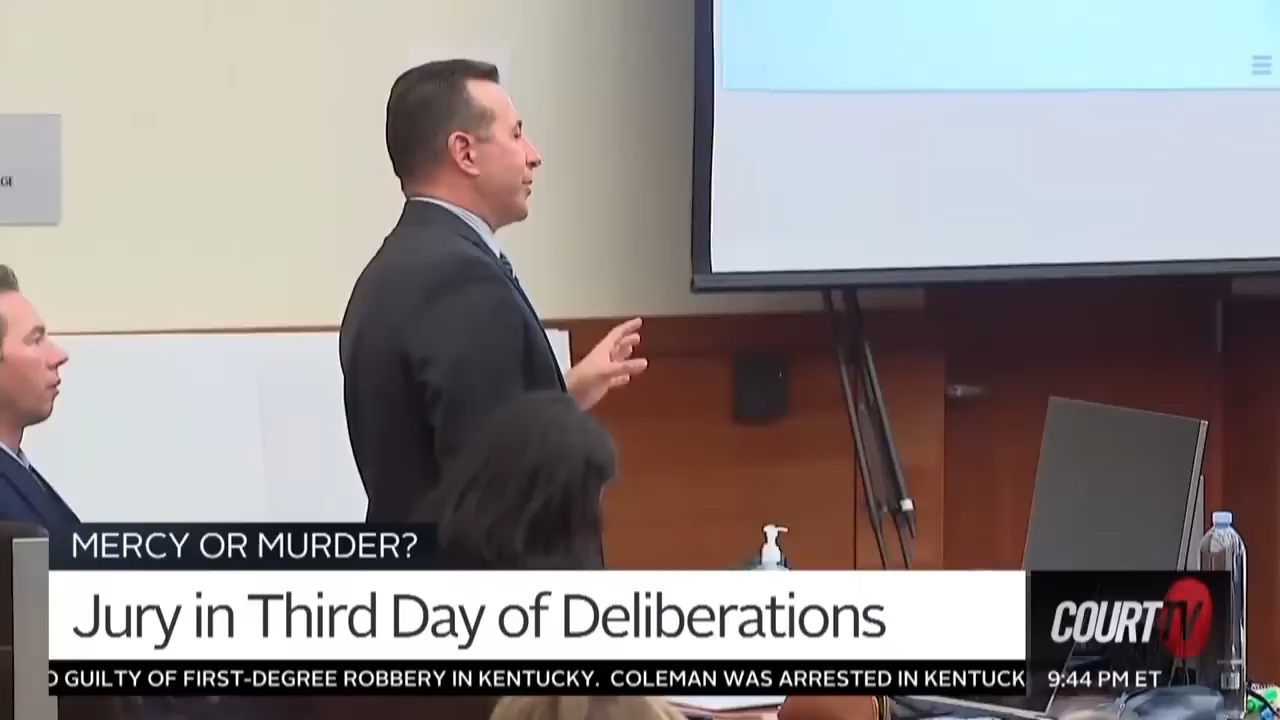 GE
MERCY OR MURDER?
Jury in Third Day of Deliberations
COURT TV
GUILTY OF FIRST-DEGREE ROBBERY IN KENTUCKY. COLEMAN WAS ARRESTED IN KENTUCK
9:44 PM ET